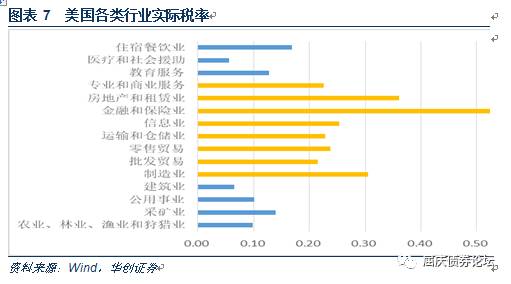 图表 7 美国各类行业实际税率
住宿餐饮业
医疗和社会援助
教育服务
专业和商业服务
房地产和租赁业
金融和保险业
信息业
运输和仓储业
零售贸易
批发贸易
制造业
建筑业
公用事业
采矿业
农业、林业、渔业和狩猎业
0.00 0.10 0.20 0.30 0.40 0.50
资料来源：Wind，华创证券
屈庆债券论坛